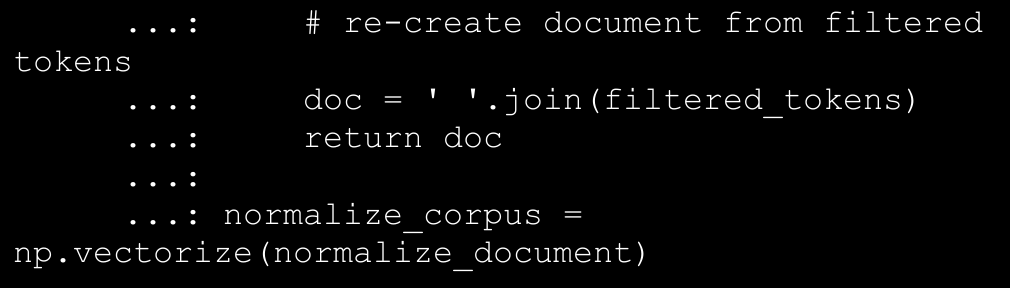 ...:     # re-create document from filtered
tokens
...:     doc = ' '.join(filtered_tokens)
...:     return doc
...:
...: normalize_corpus =
np.vectorize(normalize_document)